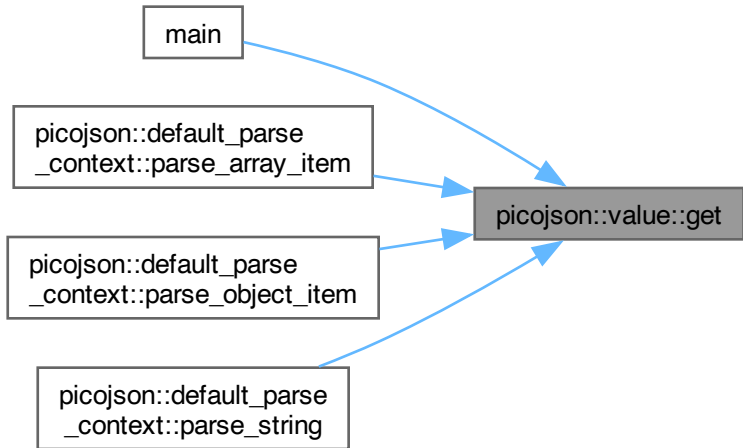 main
picojson::default_parse
_context::parse_array_item
picojson::value::get
picojson::default_parse
_context::parse_object_item
picojson::default_parse
_context::parse_string